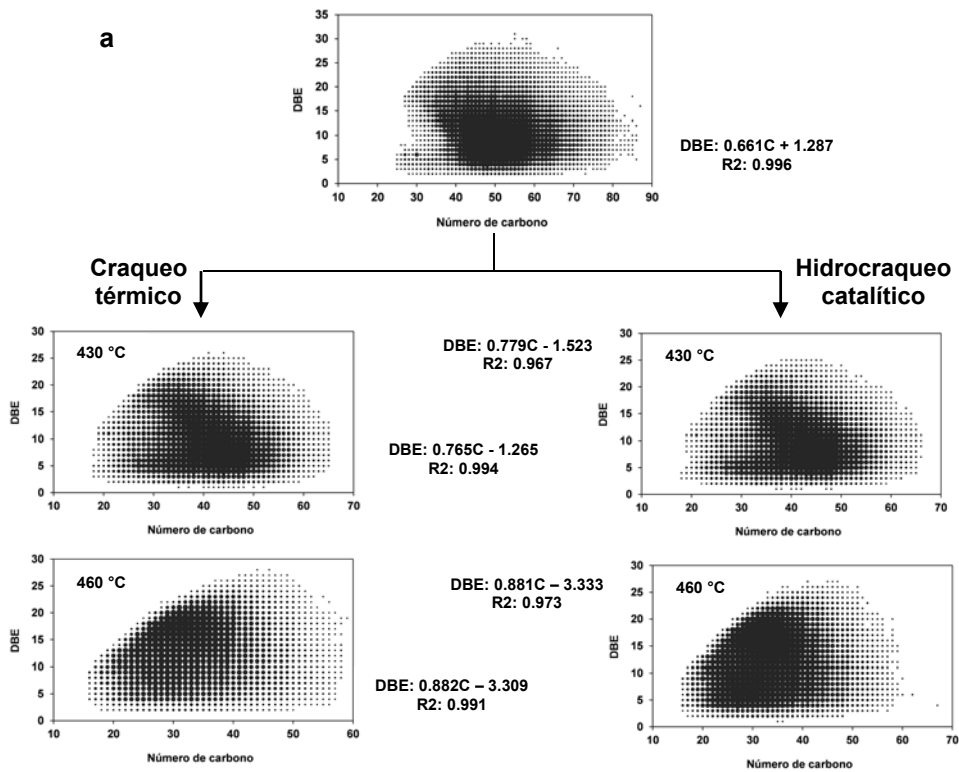 a
35
30
25
20
15
10
5
0
DBE
10 20 30 40 50 60 70 80 90
Número de carbono
DBE: 0.661C + 1.287
R2: 0.996
Craqueo
térmico
Hidrocraqueo
catalítico
430 °C
30
25
20
15
10
5
0
DBE
10 20 30 40 50 60 70
Número de carbono
DBE: 0.779C - 1.523
R2: 0.967
DBE: 0.765C - 1.265
R2: 0.994
430 °C
30
25
20
15
10
5
0
DBE
10 20 30 40 50 60 70
Número de carbono
460 °C
30
25
20
15
10
5
0
DBE
10 20 30 40 50 60
Número de carbono
DBE: 0.881C – 3.333
R2: 0.973
DBE: 0.882C – 3.309
R2: 0.991
460 °C
30
25
20
15
10
5
0
DBE
10 20 30 40 50 60 70
Número de carbono